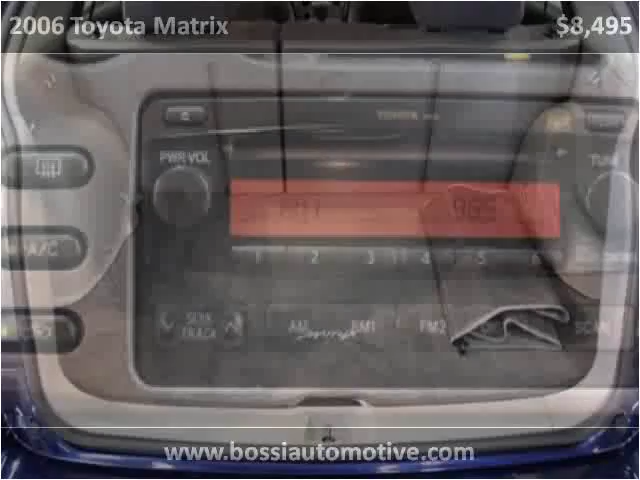 2006 Toyota Matrix $8,495
TOYOTA
PWR VOL
TUNE
A/C
1 2 3 4 5 6
SEEK
TRACK
AM FM1 FM2 SCAN
www.bossiautomotive.com